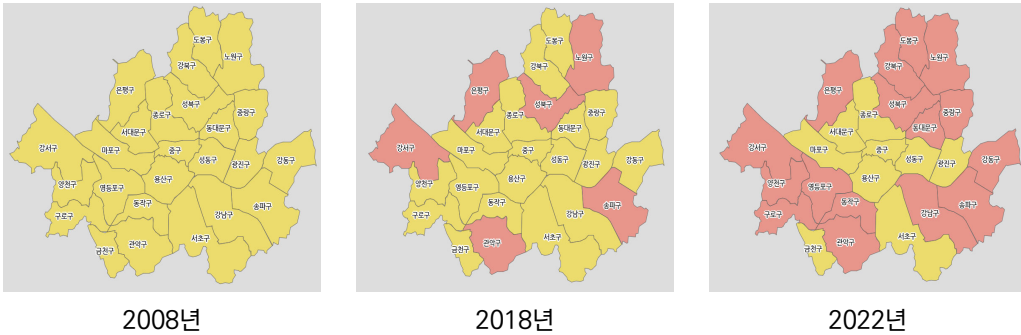 도봉구
노원구
강북구
은평구
성북구
중랑구
종로구
동대문구
서대문구
강서구
마포구
중구
성동구
광진구
강동구
양천구
영등포구
용산구
동작구
강남구
송파구
구로구
관악구
서초구
금천구
2008년
도봉구
노원구
강북구
은평구
성북구
중랑구
종로구
동대문구
서대문구
강서구
마포구
중구
성동구
광진구
강동구
양천구
영등포구
용산구
동작구
강남구
송파구
구로구
관악구
서초구
금천구
2018년
도봉구
노원구
강북구
은평구
성북구
중랑구
종로구
동대문구
서대문구
강서구
마포구
중구
성동구
광진구
강동구
양천구
영등포구
용산구
동작구
강남구
송파구
구로구
관악구
서초구
금천구
2022년